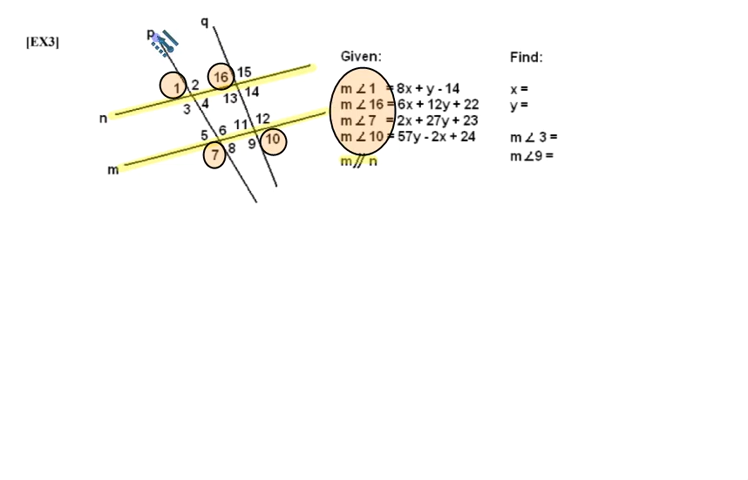 [EX3]
p
q
1 2
16 15
3 4
13 14
n
5 6
11 12
7 8
9 10
m
Given:
m∠1 = 8x + y - 14
m∠16 = 6x + 12y + 22
m∠7 = 2x + 27y + 23
m∠10 = 57y - 2x + 24
m // n
Find:
x =
y =
m∠3 =
m∠9 =